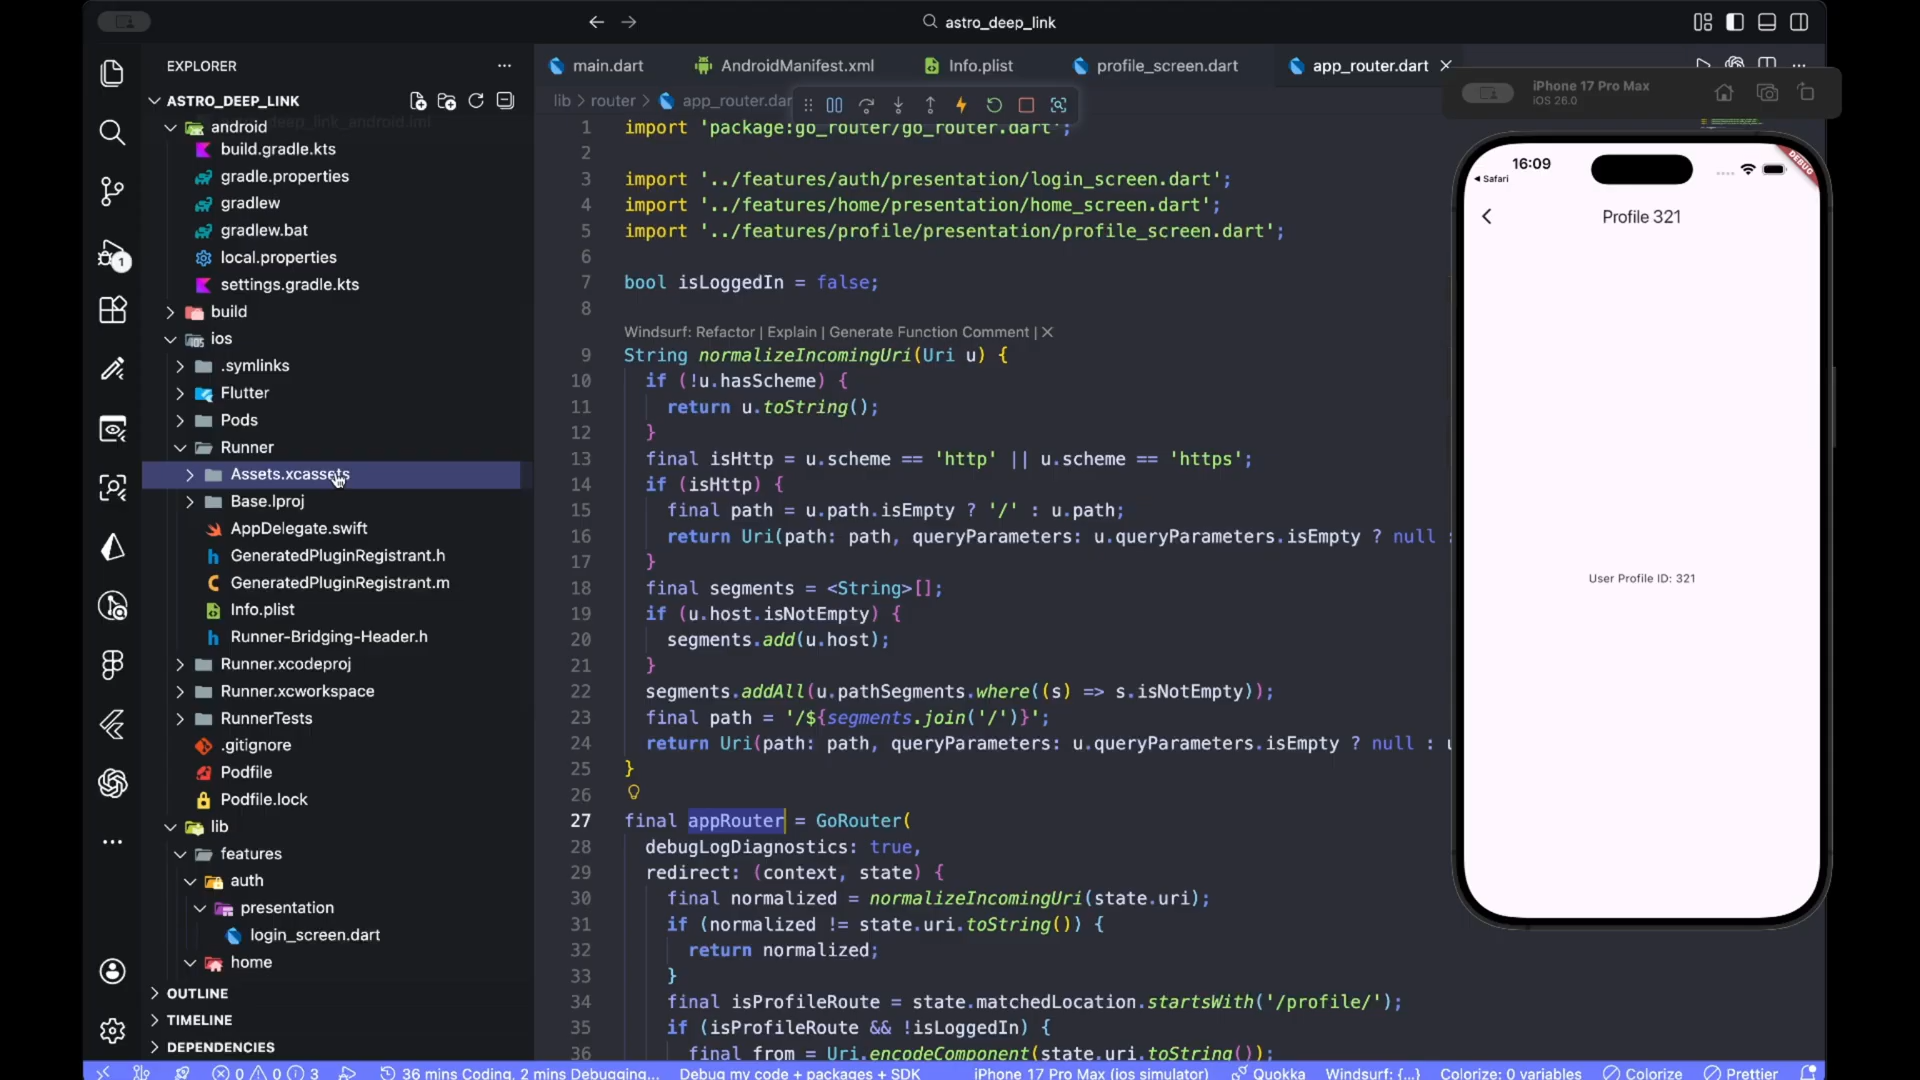 astro_deep_link
EXPLORER
ASTRO_DEEP_LINK
android
build.gradle.kts
gradle.properties
gradlew
gradlew.bat
local.properties
settings.gradle.kts
build
ios
.symlinks
Flutter
Pods
Runner
Assets.xcassets
Base.lproj
AppDelegate.swift
GeneratedPluginRegistrant.h
GeneratedPluginRegistrant.m
Info.plist
Runner-Bridging-Header.h
Runner.xcodeproj
Runner.xcworkspace
RunnerTests
.gitignore
Podfile
Podfile.lock
lib
features
auth
presentation
login_screen.dart
home
OUTLINE
TIMELINE
DEPENDENCIES
1
main.dart
AndroidManifest.xml
Info.plist
profile_screen.dart
app_router.dart
lib > router > app_router.dar
1 import 'package:go_router/go_router.dart';
2
3 import '../features/auth/presentation/login_screen.dart';
4 import '../features/home/presentation/home_screen.dart';
5 import '../features/profile/presentation/profile_screen.dart';
6
7 bool isLoggedIn = false;
8
Windsurf: Refactor | Explain | Generate Function Comment | X
9 String normalizeIncomingUri(Uri u) {
10 if (!u.hasScheme) {
11 return u.toString();
12 }
13 final isHttp = u.scheme == 'http' || u.scheme == 'https';
14 if (isHttp) {
15 final path = u.path.isEmpty ? '/' : u.path;
16 return Uri(path: path, queryParameters: u.queryParameters.isEmpty ? null :
17 }
18 final segments = <String>[];
19 if (u.host.isNotEmpty) {
20 segments.add(u.host);
21 }
22 segments.addAll(u.pathSegments.where((s) => s.isNotEmpty));
23 final path = '/${segments.join('/')}';
24 return Uri(path: path, queryParameters: u.queryParameters.isEmpty ? null : u
25 }
26
27 final appRouter = GoRouter(
28 debugLogDiagnostics: true,
29 redirect: (context, state) {
30 final normalized = normalizeIncomingUri(state.uri);
31 if (normalized != state.uri.toString()) {
32 return normalized;
33 }
34 final isProfileRoute = state.matchedLocation.startsWith('/profile/');
35 if (isProfileRoute && !isLoggedIn) {
36 final from = Uri.encodeComponent(state.uri.toString());
iPhone 17 Pro Max
iOS 26.0
16:09
Safari
DEBUG
Profile 321
User Profile ID: 321
0 0 3 36 mins Coding, 2 mins Debugging... Debug my code + packages + SDK iPhone 17 Pro Max (ios simulator) Quokka Windsurf: {...} Colorize: 0 variables Colorize Prettier